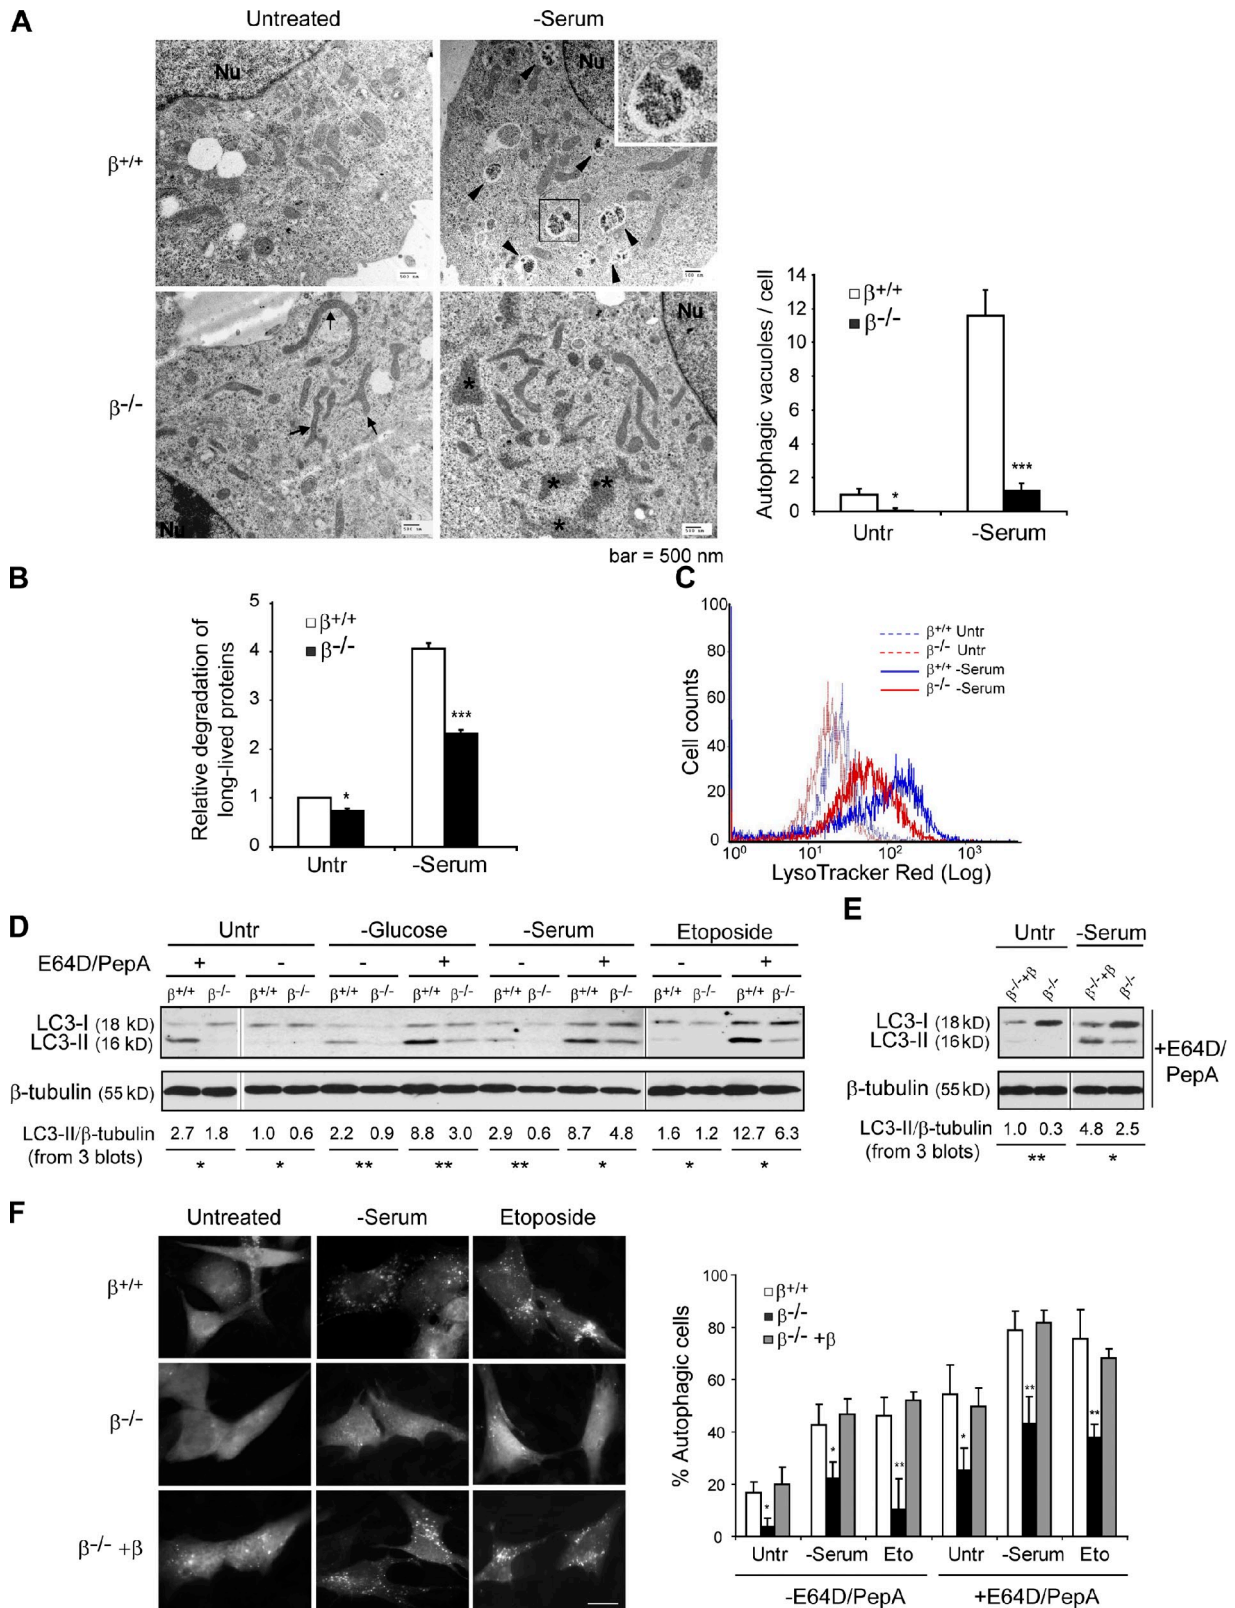 A
Untreated
-Serum
β+/+
β-/-
Nu
Nu
Nu
Nu
bar = 500 nm
Autophagic vacuoles / cell
14
12
10
8
6
4
2
0
β+/+
β-/-
*
***
Untr
-Serum
B
Relative degradation of
long-lived proteins
5
4
3
2
1
0
β+/+
β-/-
*
***
Untr
-Serum
C
Cell counts
100
80
60
40
20
0
β+/+ Untr
β-/- Untr
β+/+ -Serum
β-/- -Serum
10⁰ 10¹ 10² 10³
LysoTracker Red (Log)
D
Untr -Glucose -Serum Etoposide
E64D/PepA + - - + - + - +
β+/+ β-/- β+/+ β-/- β+/+ β-/- β+/+ β-/- β+/+ β-/- β+/+ β-/- β+/+ β-/- β+/+ β-/-
LC3-I (18 kD)
LC3-II (16 kD)
β-tubulin (55 kD)
LC3-II/β-tubulin 2.7 1.8 1.0 0.6 2.2 0.9 8.8 3.0 2.9 0.6 8.7 4.8 1.6 1.2 12.7 6.3
(from 3 blots) * * ** ** ** * * *
E
Untr -Serum
β-/-+β β-/- β-/-+β β-/-
LC3-I (18 kD)
LC3-II (16 kD)
+E64D/
PepA
β-tubulin (55 kD)
LC3-II/β-tubulin 1.0 0.3 4.8 2.5
(from 3 blots) ** *
F
Untreated -Serum Etoposide
β+/+
β-/-
β-/- +β
% Autophagic cells
100
80
60
40
20
0
β+/+
β-/-
β-/- +β
* * ** * ** **
Untr -Serum Eto Untr -Serum Eto
-E64D/PepA +E64D/PepA